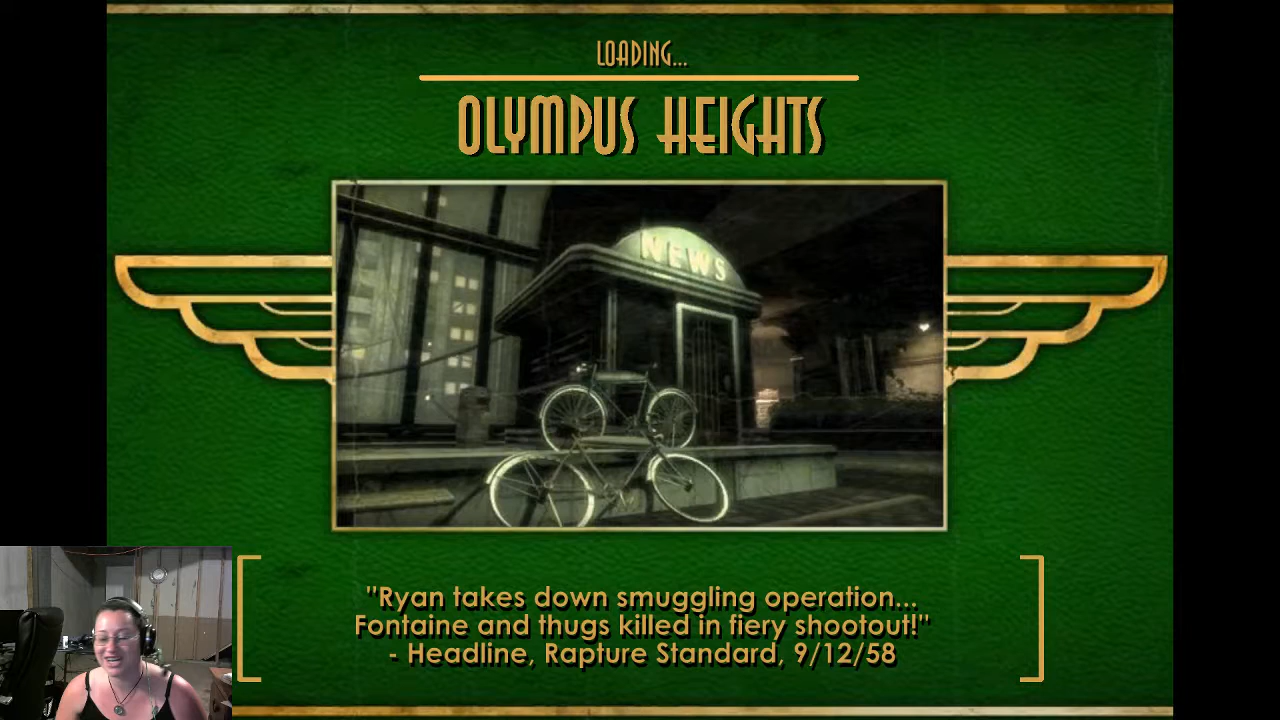 LOADING...
OLYMPUS HEIGHTS
NEWS
"Ryan takes down smuggling operation...
Fontaine and thugs killed in fiery shootout!"
- Headline, Rapture Standard, 9/12/58